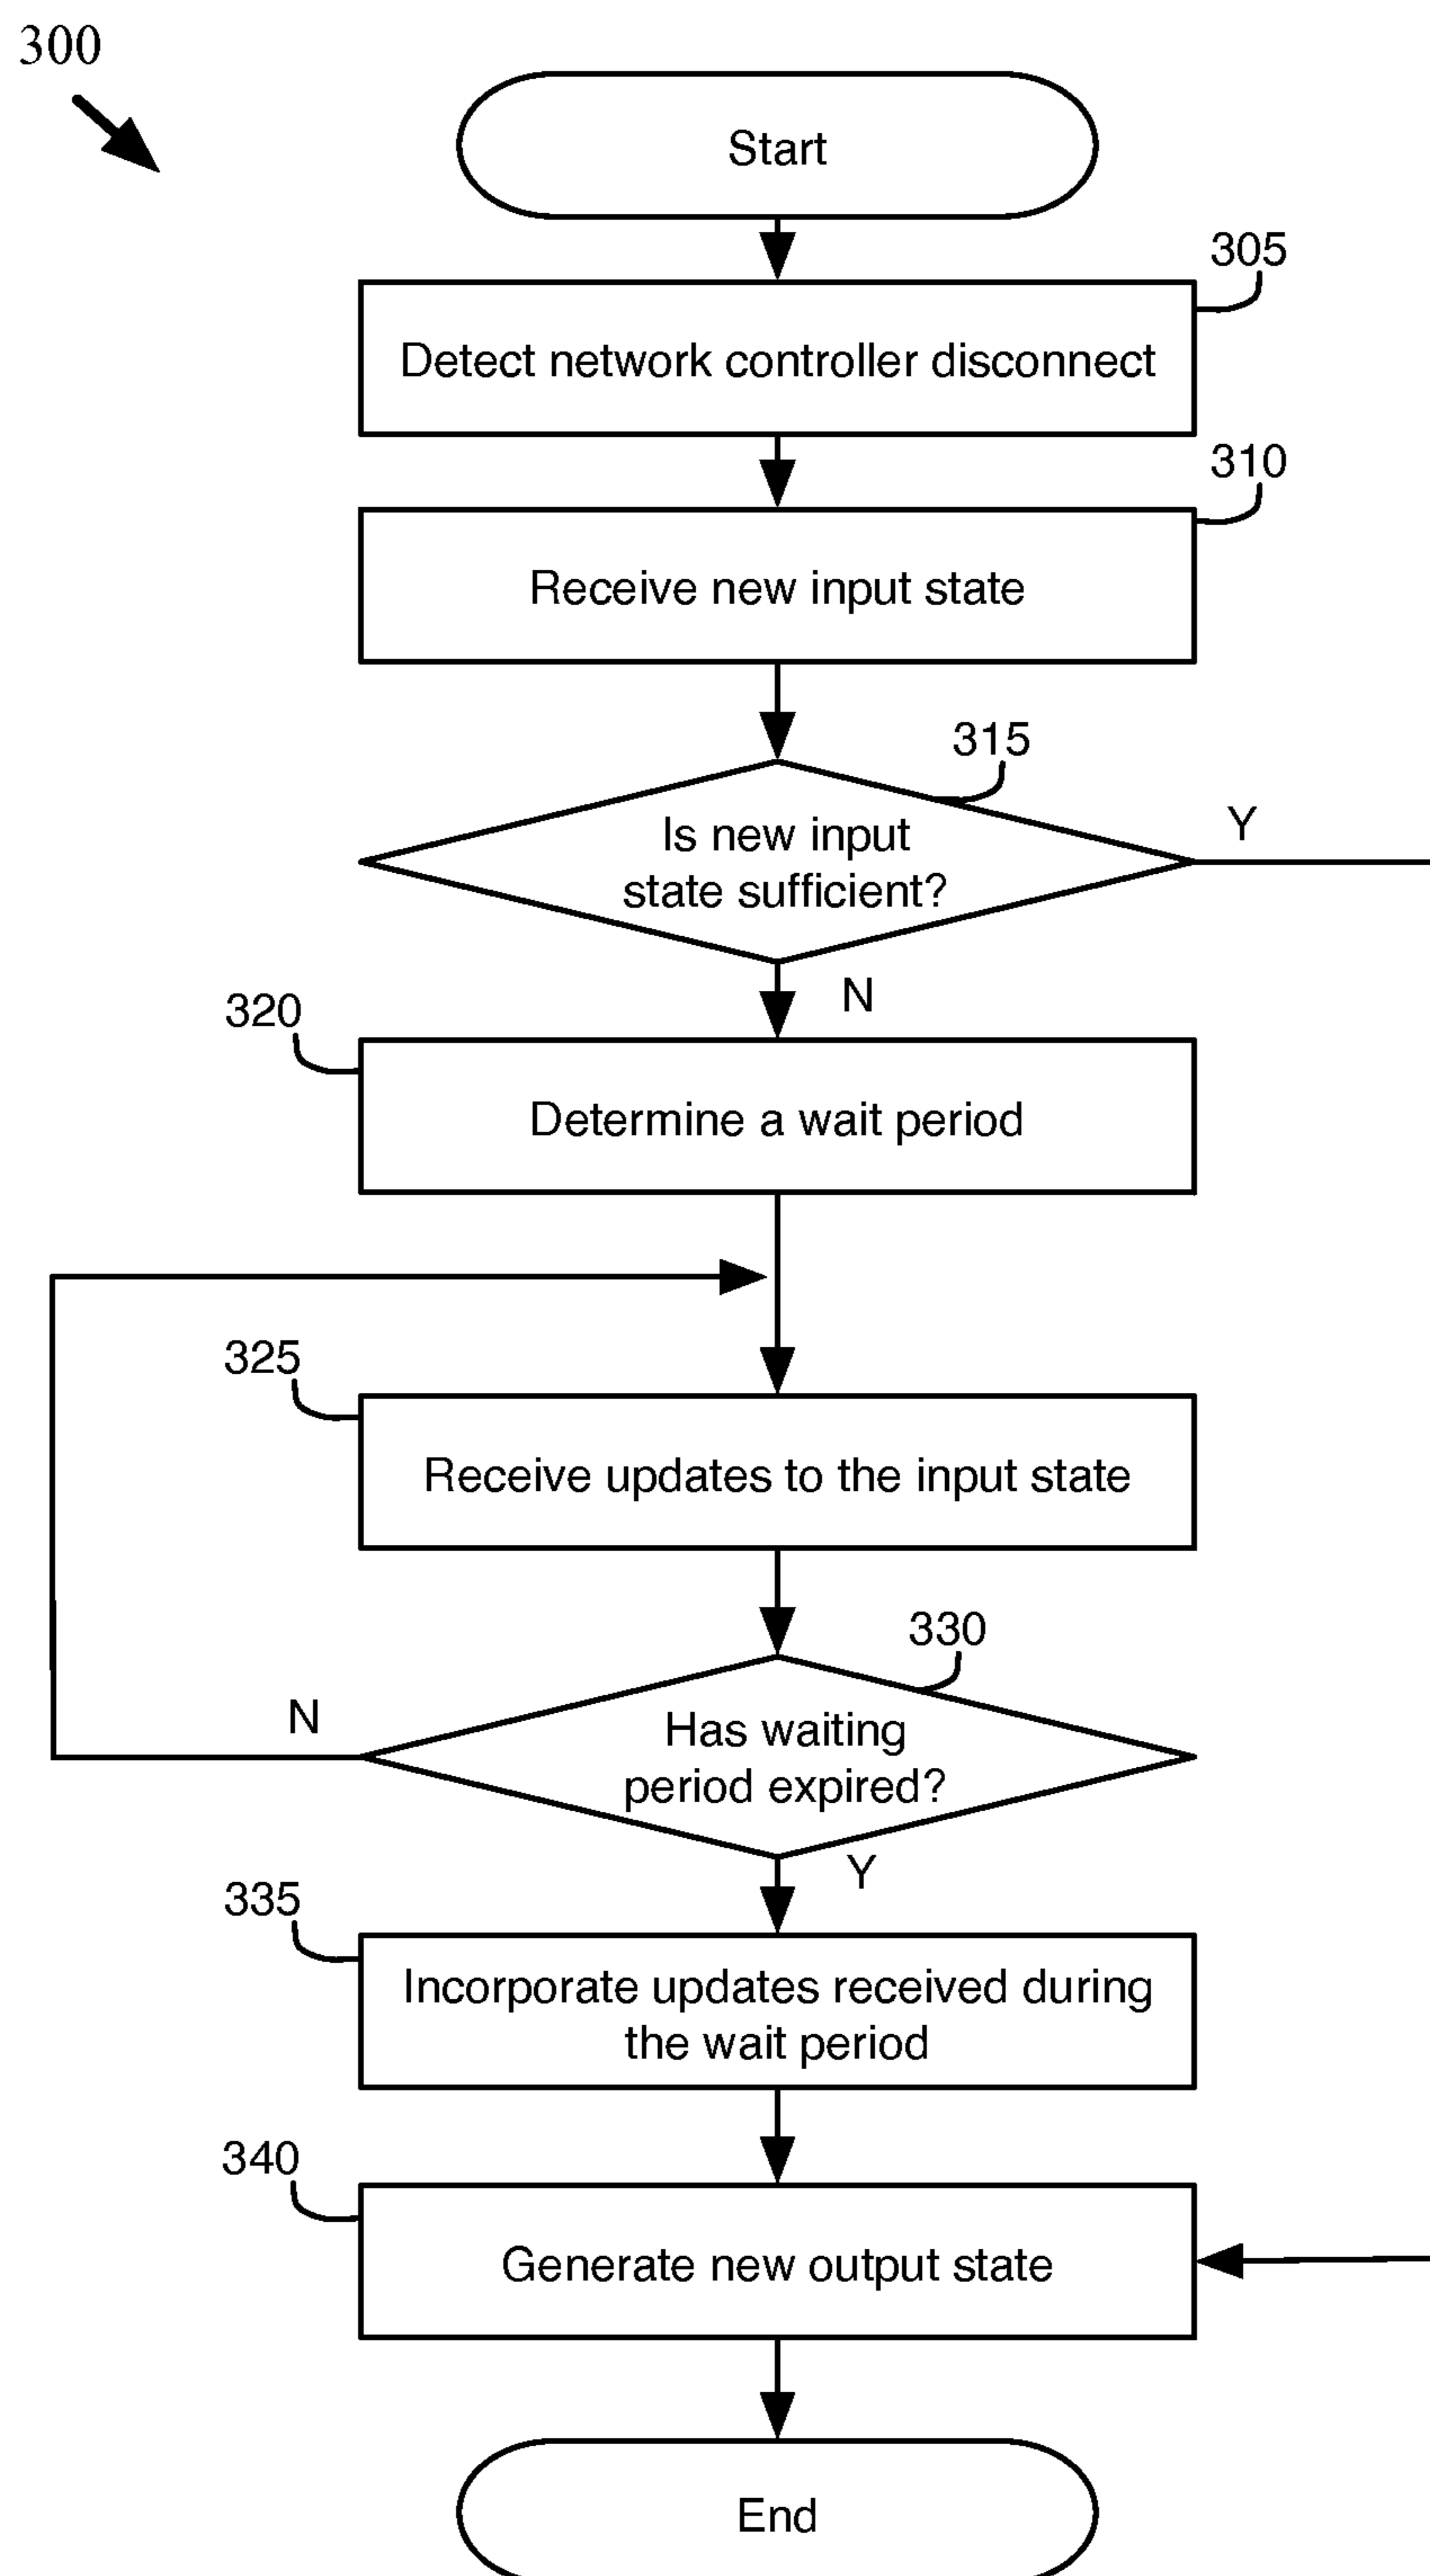 300
Start
305
Detect network controller disconnect
310
Receive new input state
315
Is new input
state sufficient?
Y
N
320
Determine a wait period
325
Receive updates to the input state
330
Has waiting
period expired?
N
Y
335
Incorporate updates received during
the wait period
340
Generate new output state
End